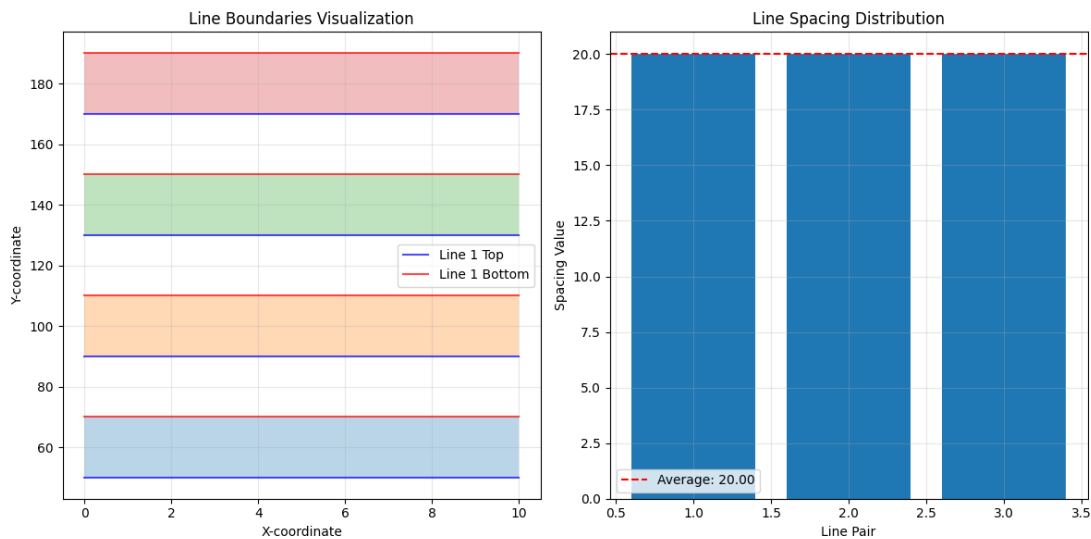 Line Boundaries Visualization
Y-coordinate
180
160
140
120
100
80
60
Line 1 Top
Line 1 Bottom
0 2 4 6 8 10
X-coordinate
Line Spacing Distribution
Spacing Value
20.0
17.5
15.0
12.5
10.0
7.5
5.0
2.5
0.0
Average: 20.00
0.5 1.0 1.5 2.0 2.5 3.0 3.5
Line Pair